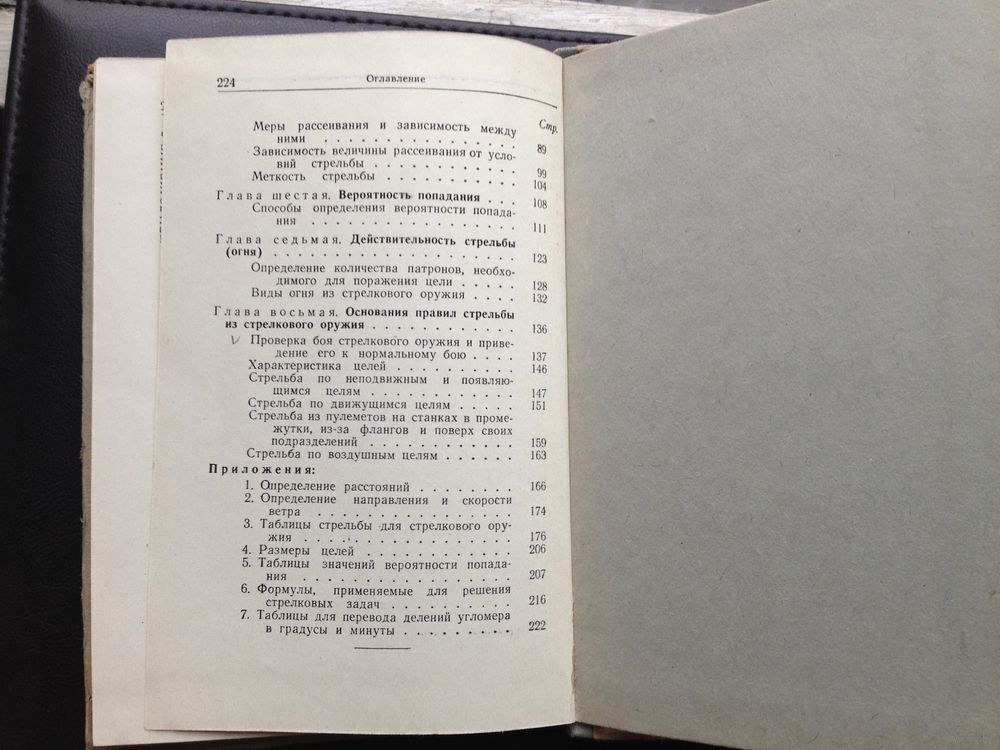 224 Оглавление
Стр.
Меры рассеивания и зависимость между
ними . . . . . . . . . . . . . . . 89
Зависимость величины рассеивания от усло-
вий стрельбы . . . . . . . . . . . 99
Меткость стрельбы . . . . . . . . . . 104
Глава шестая. Вероятность попадания . . . 108
Способы определения вероятности попада-
ния . . . . . . . . . . . . . . . . 111
Глава седьмая. Действительность стрельбы
(огня) . . . . . . . . . . . . . . . . . . 123
Определение количества патронов, необхо-
димого для поражения цели . . . . . 128
Виды огня из стрелкового оружия . . . . 132
Глава восьмая. Основания правил стрельбы
из стрелкового оружия . . . . . . . . . . . 136
Проверка боя стрелкового оружия и приве-
дение его к нормальному бою . . . . 137
Характеристика целей . . . . . . . . . 146
Стрельба по неподвижным и появляю-
щимся целям . . . . . . . . . . . . 147
Стрельба по движущимся целям . . . . . 151
Стрельба из пулеметов на станках в проме-
жутки, из-за флангов и поверх своих
подразделений . . . . . . . . . . . . 159
Стрельба по воздушным целям . . . . . . 163
Приложения:
1. Определение расстояний . . . . . . . . 166
2. Определение направления и скорости
ветра . . . . . . . . . . . . . . . . 174
3. Таблицы стрельбы для стрелкового ору-
жия . . . . . . . . . . . . . . . . . 176
4. Размеры целей . . . . . . . . . . . . 206
5. Таблицы значений вероятности попада-
ния . . . . . . . . . . . . . . . . . 207
6. Формулы, применяемые для решения
стрелковых задач . . . . . . . . . . 216
7. Таблицы для перевода делений угломера
в градусы и минуты . . . . . . . . . 222